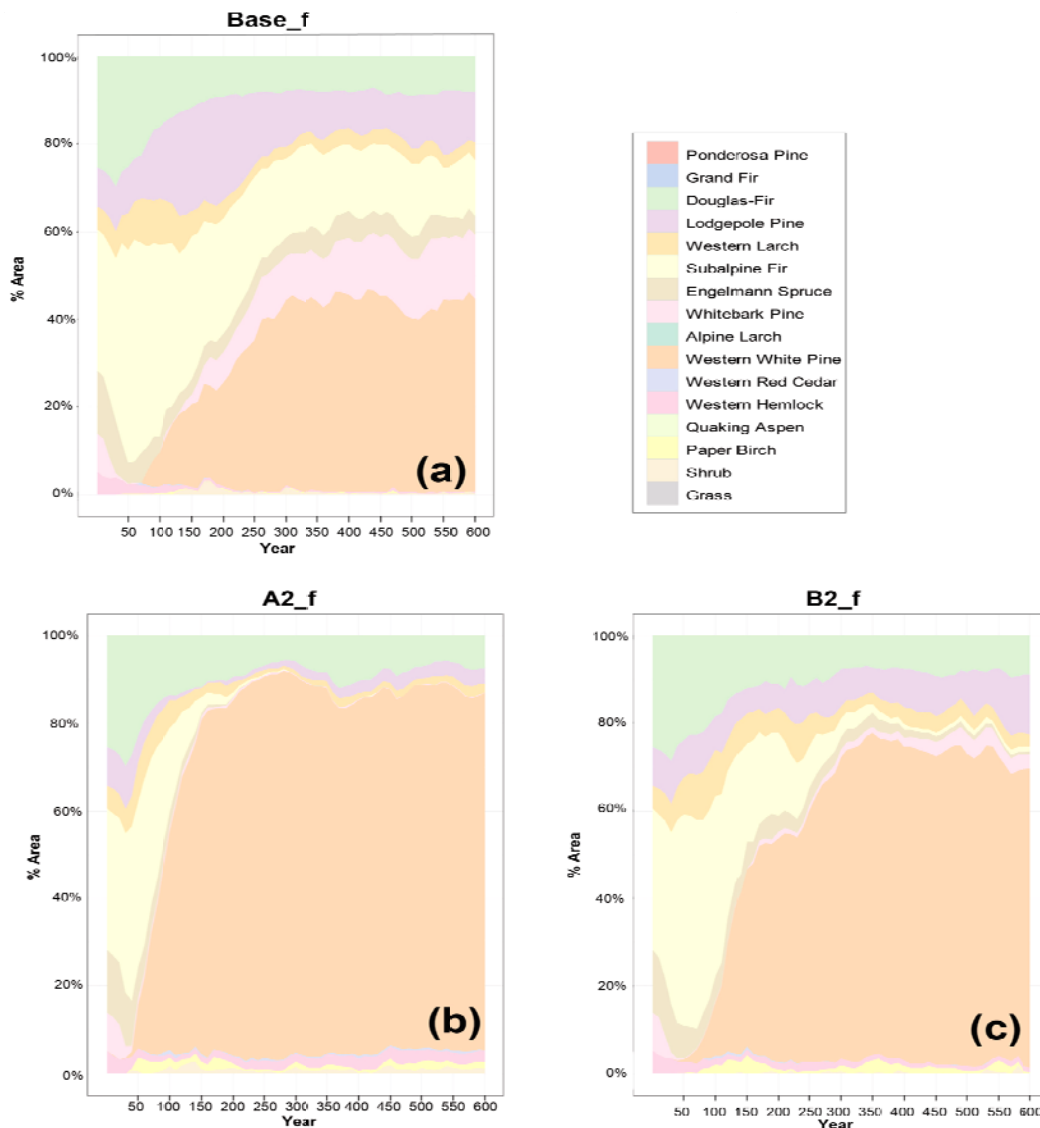 Base_f
100%
80%
60%
40%
20%
0%
% Area
50 100 150 200 250 300 350 400 450 500 550 600
Year
(a)
Ponderosa Pine
Grand Fir
Douglas-Fir
Lodgepole Pine
Western Larch
Subalpine Fir
Engelmann Spruce
Whitebark Pine
Alpine Larch
Western White Pine
Western Red Cedar
Western Hemlock
Quaking Aspen
Paper Birch
Shrub
Grass
A2_f
100%
80%
60%
40%
20%
0%
% Area
50 100 150 200 250 300 350 400 450 500 550 600
Year
(b)
B2_f
100%
80%
60%
40%
20%
0%
% Area
50 100 150 200 250 300 350 400 450 500 550 600
Year
(c)